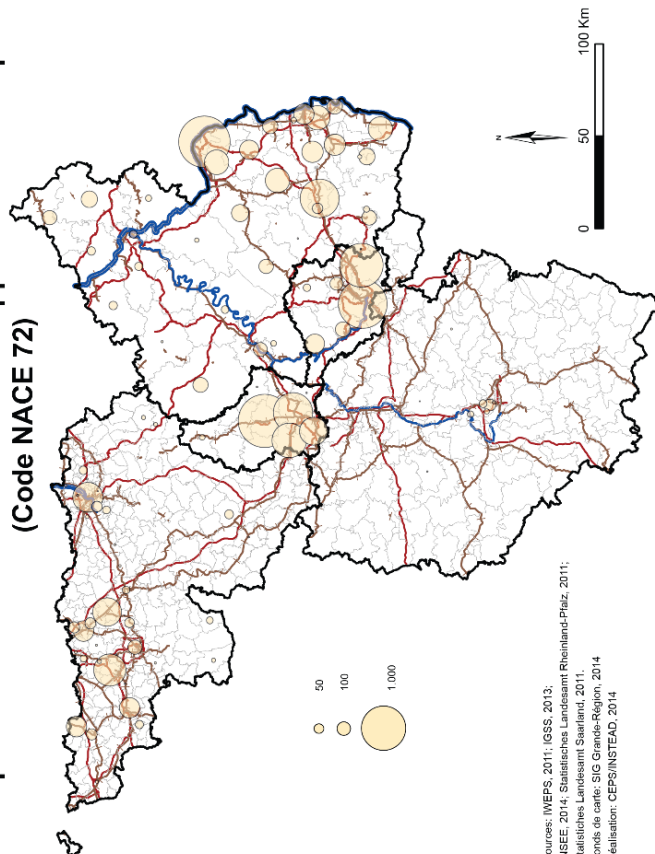 (Code NACE 72)
N
0
50
100 Km
50
100
1.000
ources: IWEPS, 2011; IGSS, 2013;
NSEE, 2014; Statistisches Landesamt Rheinland-Pfalz, 2011;
tatistiches Landesamt Saarland, 2011.
onds de carte: SIG Grande-Région, 2014
éalisation: CEPS/INSTEAD, 2014